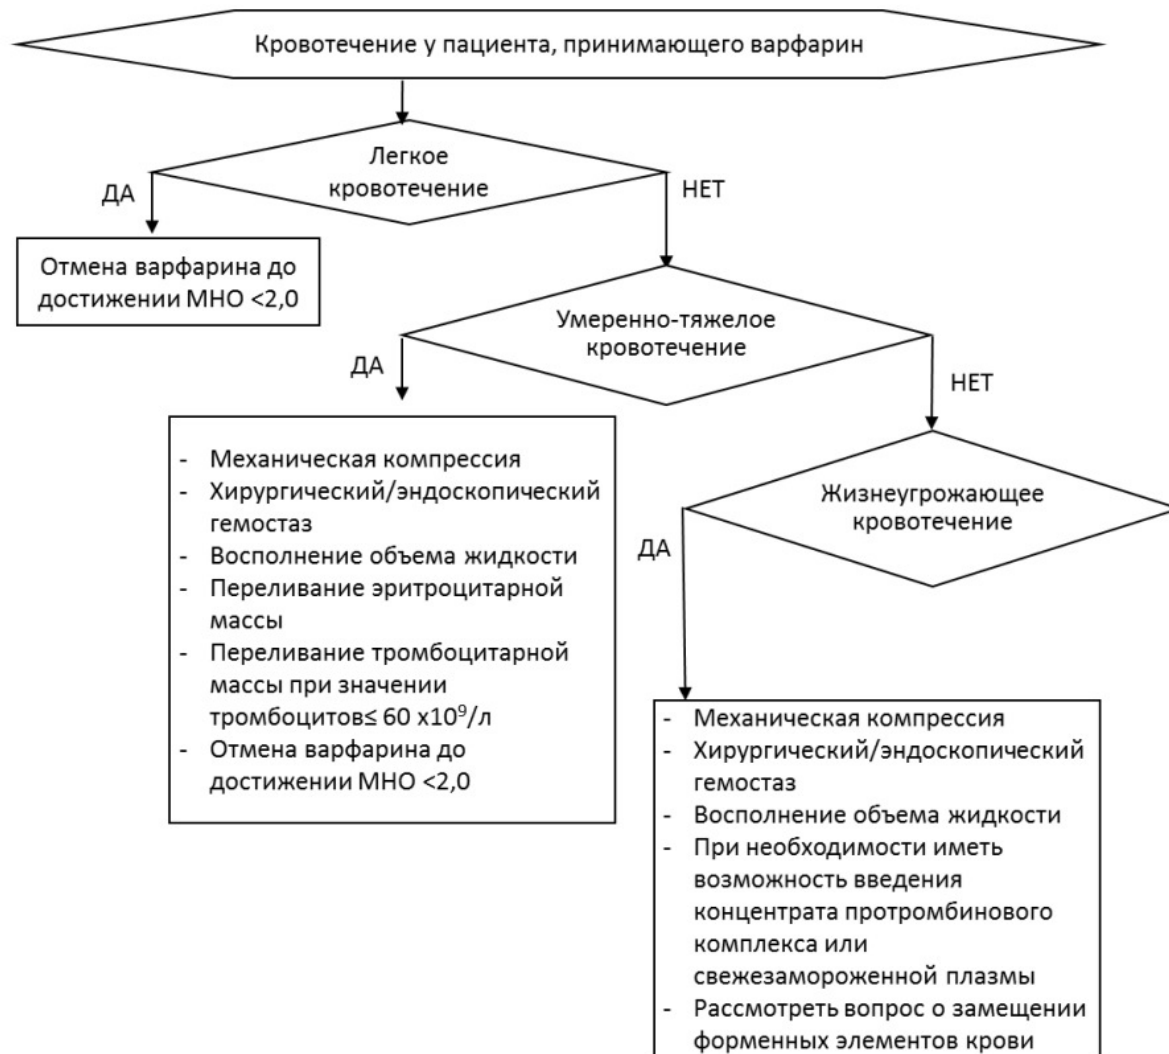 Кровотечение у пациента, принимающего варфарин
Легкое
кровотечение
ДА
НЕТ
Отмена варфарина до
достижении МНО <2,0
Умеренно-тяжелое
кровотечение
ДА
НЕТ
- Механическая компрессия
- Хирургический/эндоскопический
гемостаз
- Восполнение объема жидкости
- Переливание эритроцитарной
массы
- Переливание тромбоцитарной
массы при значении
тромбоцитов≤ 60 х10⁹/л
- Отмена варфарина до
достижении МНО <2,0
Жизнеугрожающее
кровотечение
ДА
- Механическая компрессия
- Хирургический/эндоскопический
гемостаз
- Восполнение объема жидкости
- При необходимости иметь
возможность введения
концентрата протромбинового
комплекса или
свежезамороженной плазмы
- Рассмотреть вопрос о замещении
форменных элементов крови